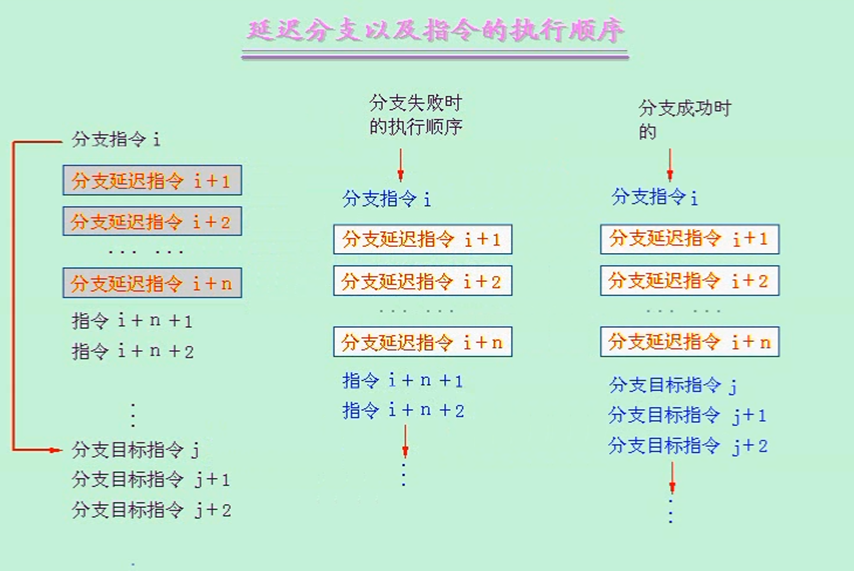 延迟分支以及指令的执行顺序
分支指令 i
分支延迟指令 i+1
分支延迟指令 i+2
... ...
分支延迟指令 i+n
指令 i+n+1
指令 i+n+2
⋮
分支目标指令 j
分支目标指令 j+1
分支目标指令 j+2
分支失败时
的执行顺序
分支指令 i
分支延迟指令 i+1
分支延迟指令 i+2
... ...
分支延迟指令 i+n
指令 i+n+1
指令 i+n+2
⋮
分支成功时
的
分支指令 i
分支延迟指令 i+1
分支延迟指令 i+2
... ...
分支延迟指令 i+n
分支目标指令 j
分支目标指令 j+1
分支目标指令 j+2
⋮